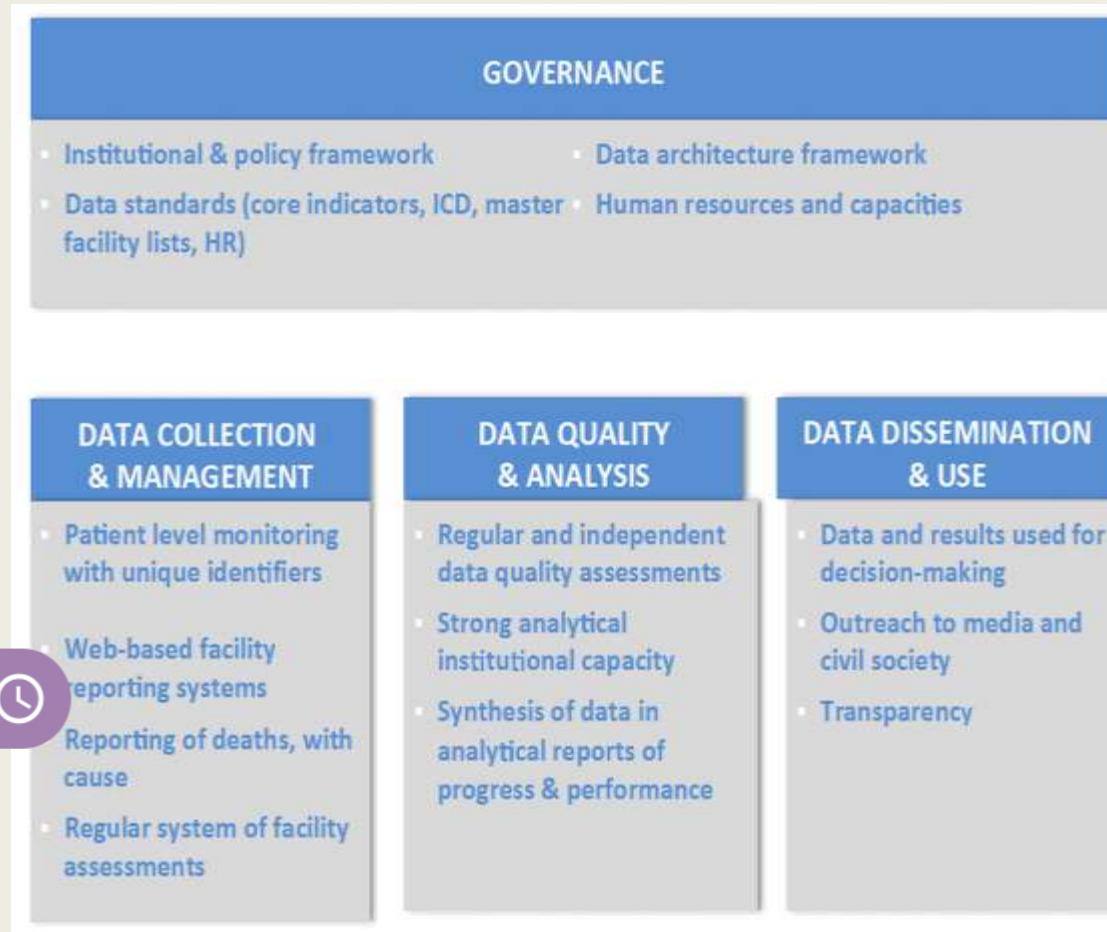 GOVERNANCE
Institutional & policy framework
Data standards (core indicators, ICD, master
facility lists, HR)
Data architecture framework
Human resources and capacities
DATA COLLECTION
& MANAGEMENT
Patient level monitoring
with unique identifiers
Web-based facility
reporting systems
Reporting of deaths, with
cause
Regular system of facility
assessments
DATA QUALITY
& ANALYSIS
Regular and independent
data quality assessments
Strong analytical
institutional capacity
Synthesis of data in
analytical reports of
progress & performance
DATA DISSEMINATION
& USE
Data and results used for
decision-making
Outreach to media and
civil society
Transparency